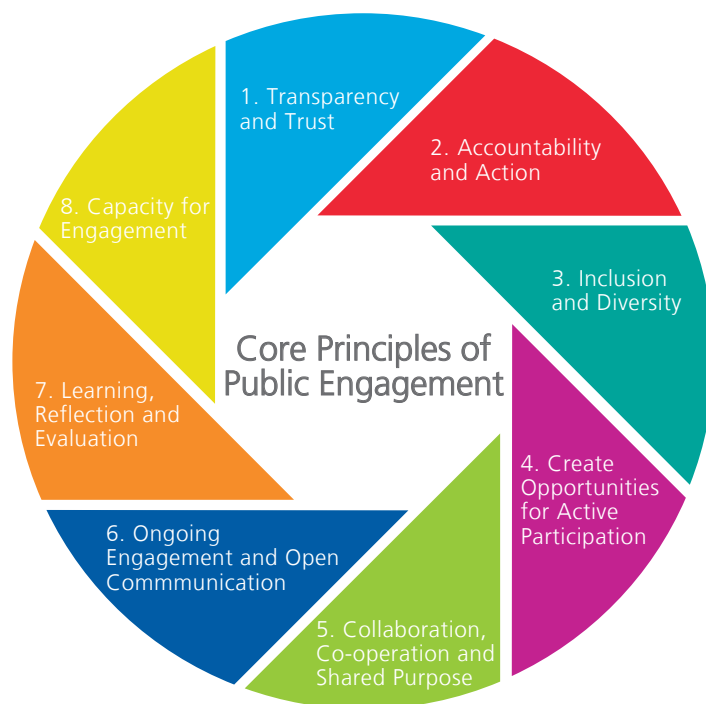 1. Transparency
and Trust
2. Accountability
and Action
3. Inclusion
and Diversity
4. Create
Opportunities
for Active
Participation
5. Collaboration,
Co-operation and
Shared Purpose
6. Ongoing
Engagement and Open
Commmunication
7. Learning,
Reflection and
Evaluation
8. Capacity for
Engagement
Core Principles of
Public Engagement